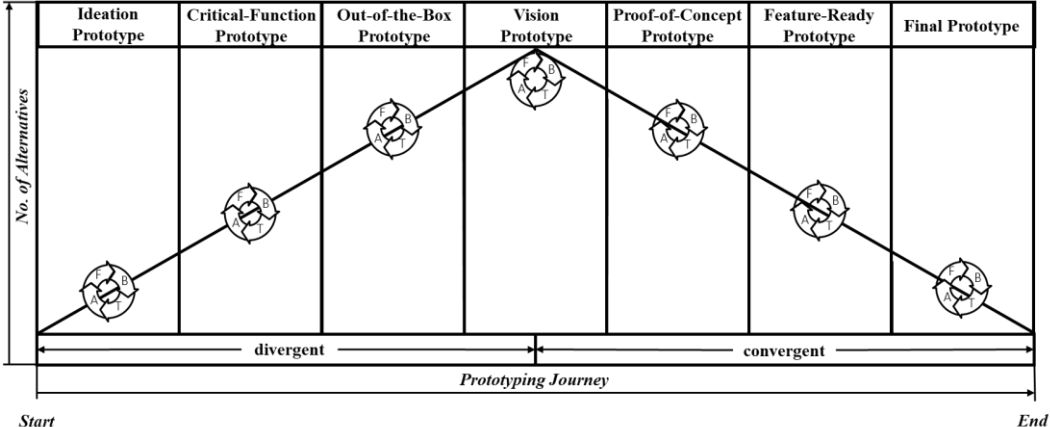 Ideation
Prototype
Critical-Function
Prototype
Out-of-the-Box
Prototype
Vision
Prototype
Proof-of-Concept
Prototype
Feature-Ready
Prototype
Final Prototype
No. of Alternatives
F
B
A
T
F
B
A
T
F
B
A
T
F
B
A
T
F
B
A
T
F
B
A
T
F
B
A
T
divergent
convergent
Prototyping Journey
Start
End